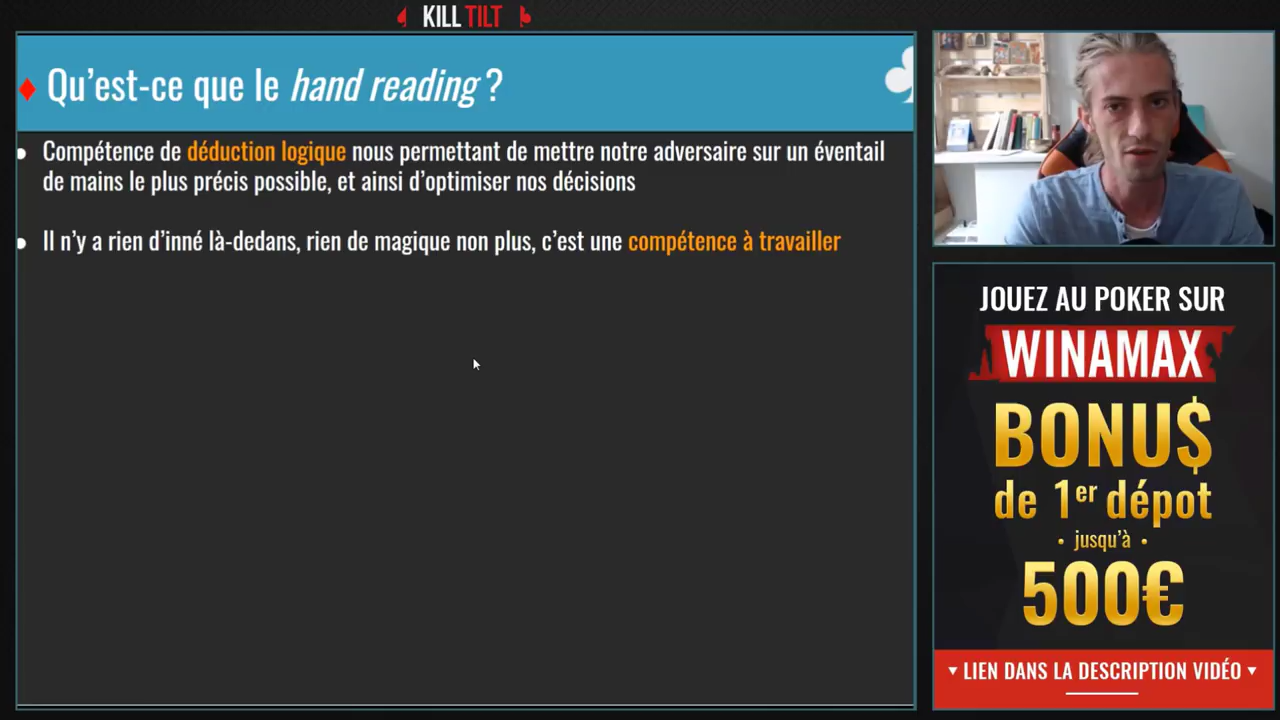 KILL TILT
Qu'est-ce que le hand reading ?
Compétence de déduction logique nous permettant de mettre notre adversaire sur un éventail
de mains le plus précis possible, et ainsi d'optimiser nos décisions
Il n'y a rien d'inné là-dedans, rien de magique non plus, c'est une compétence à travailler
JOUEZ AU POKER SUR
WINAMAX
BONU$
de 1er dépot
• jusqu'à •
500€
▼ LIEN DANS LA DESCRIPTION VIDÉO ▼